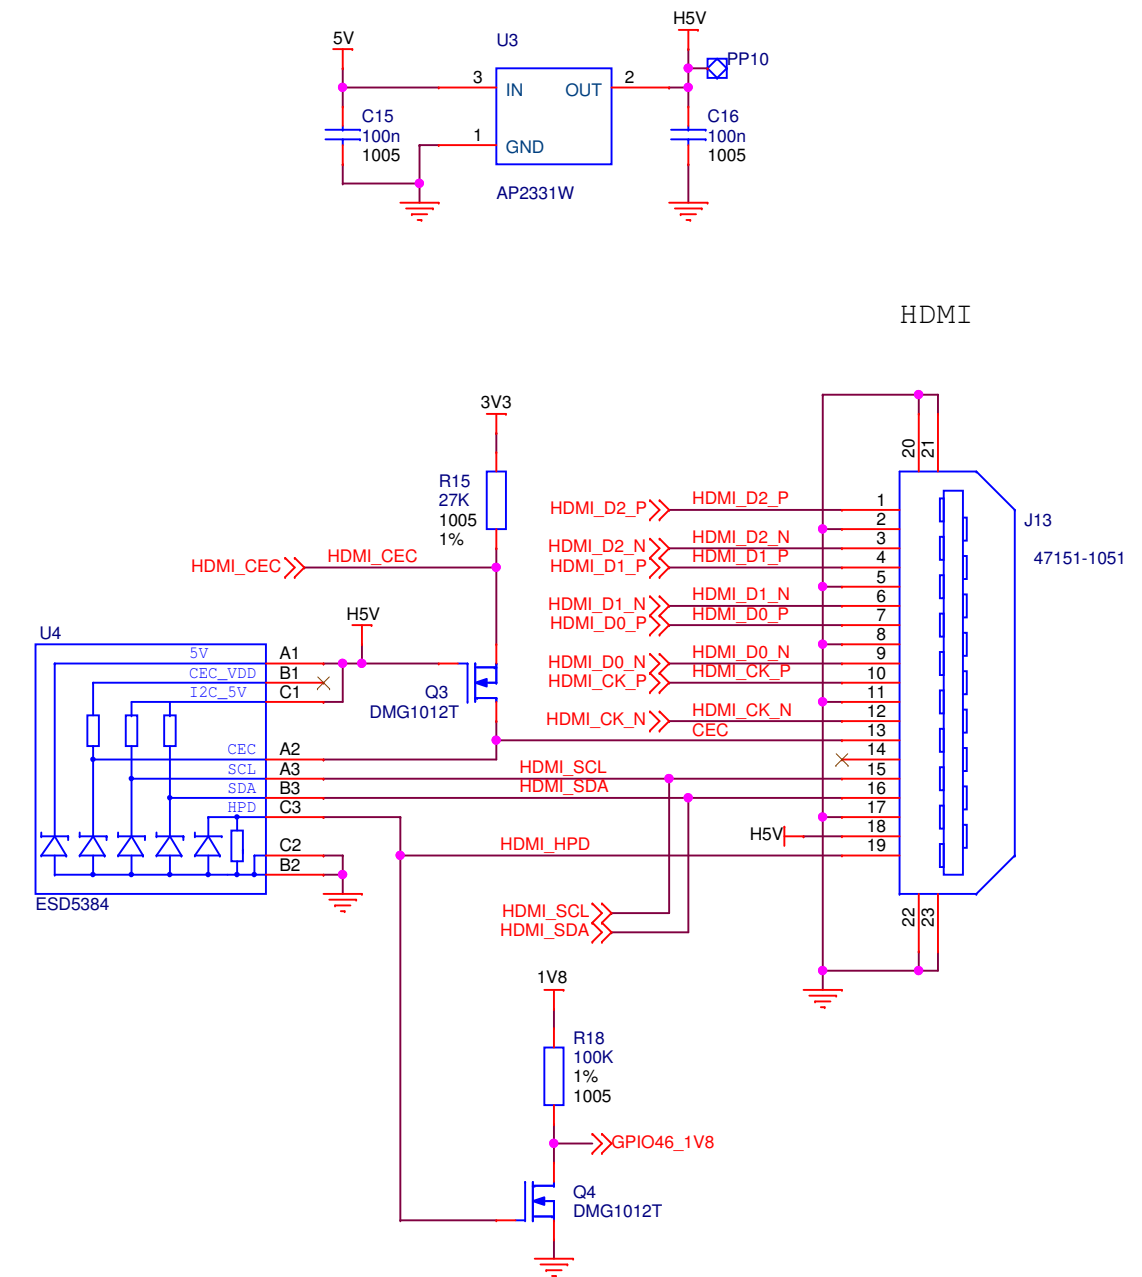 5V
U3
H5V
PP10
3
IN
OUT
2
C15
100n
1005
1
GND
C16
100n
1005
AP2331W
HDMI
3V3
R15
27K
1005
1%
20
21
HDMI_CEC
HDMI_CEC
HDMI_D2_P
HDMI_D2_P
1
2
HDMI_D2_N
HDMI_D2_N
3
HDMI_D1_P
HDMI_D1_P
4
5
HDMI_D1_N
HDMI_D1_N
6
HDMI_D0_P
HDMI_D0_P
7
8
HDMI_D0_N
HDMI_D0_N
9
HDMI_CK_P
HDMI_CK_P
10
11
HDMI_CK_N
HDMI_CK_N
12
CEC
13
14
15
16
17
H5V
18
19
J13
47151-1051
22
23
H5V
U4
5V
A1
CEC_VDD
B1
I2C_5V
C1
Q3
DMG1012T
CEC
A2
SCL
A3
HDMI_SCL
SDA
B3
HDMI_SDA
HPD
C3
C2
B2
HDMI_HPD
ESD5384
HDMI_SCL
HDMI_SDA
1V8
R18
100K
1%
1005
GPIO46_1V8
Q4
DMG1012T